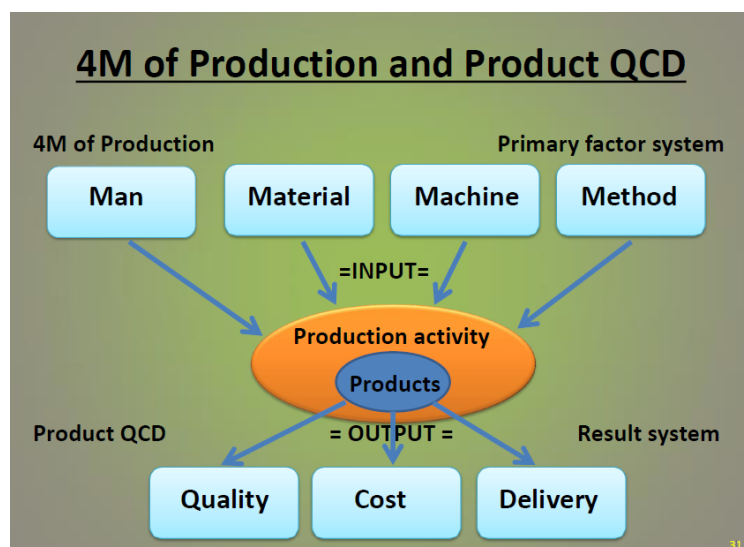 4M of Production and Product QCD
4M of Production
Primary factor system
Man
Material
Machine
Method
=INPUT=
Production activity
Products
Product QCD
= OUTPUT =
Result system
Quality
Cost
Delivery
31